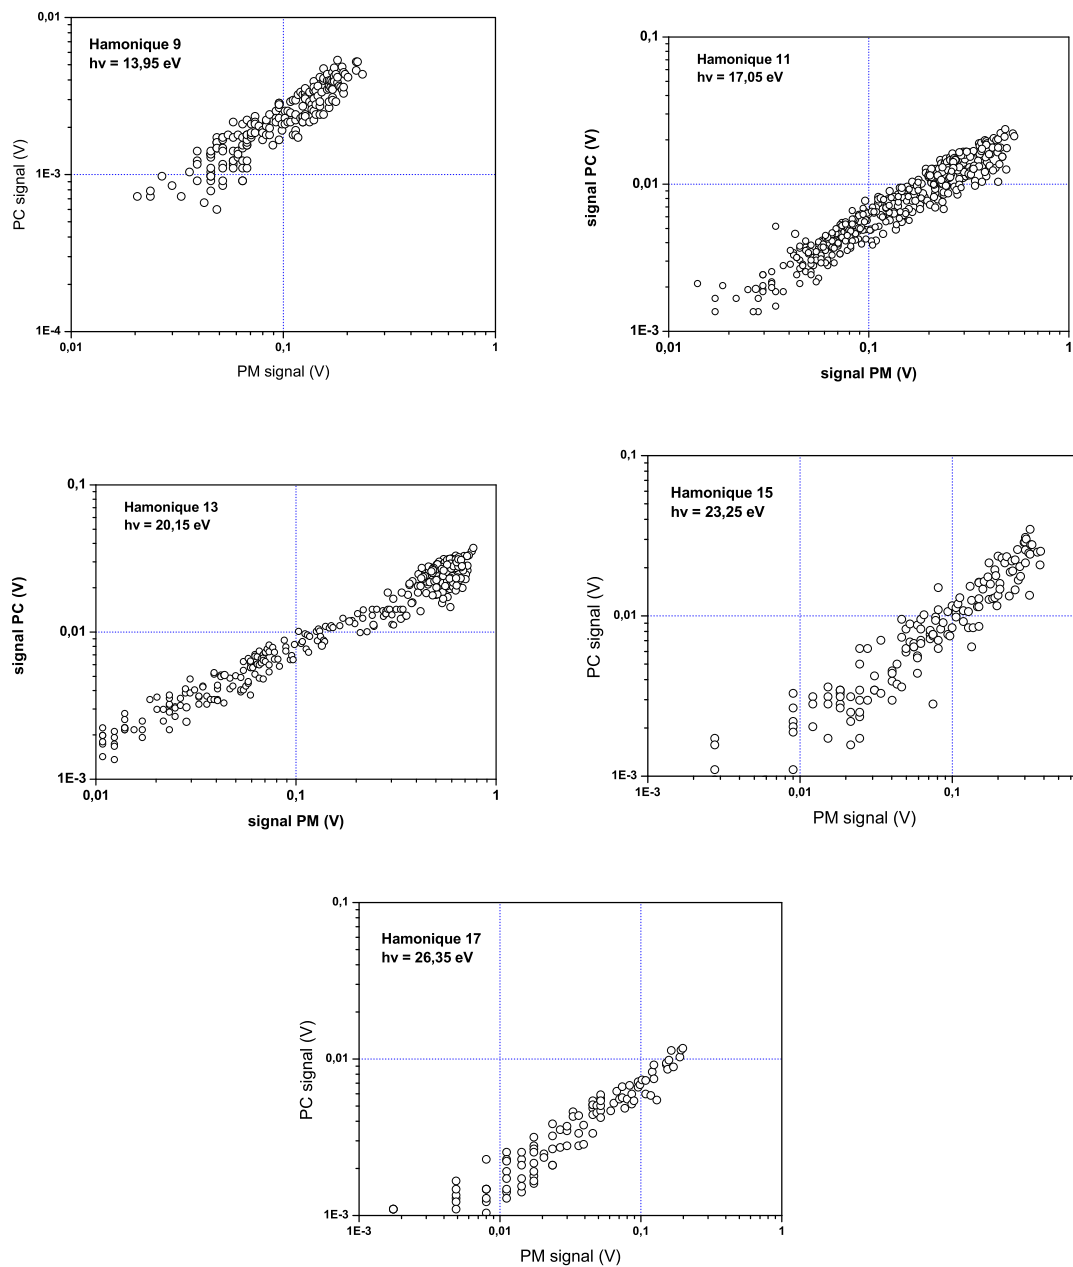 0,01
Hamonique 9
hν = 13,95 eV
PC signal (V)
1E-3
1E-4
0,01
0,1
1
PM signal (V)
0,1
Hamonique 11
hν = 17,05 eV
signal PC (V)
0,01
1E-3
0,01
0,1
1
signal PM (V)
0,1
Hamonique 13
hν = 20,15 eV
signal PC (V)
0,01
1E-3
0,01
0,1
1
signal PM (V)
0,1
Hamonique 15
hν = 23,25 eV
PC signal (V)
0,01
1E-3
1E-3
0,01
0,1
PM signal (V)
0,1
Hamonique 17
hν = 26,35 eV
PC signal (V)
0,01
1E-3
1E-3
0,01
0,1
1
PM signal (V)